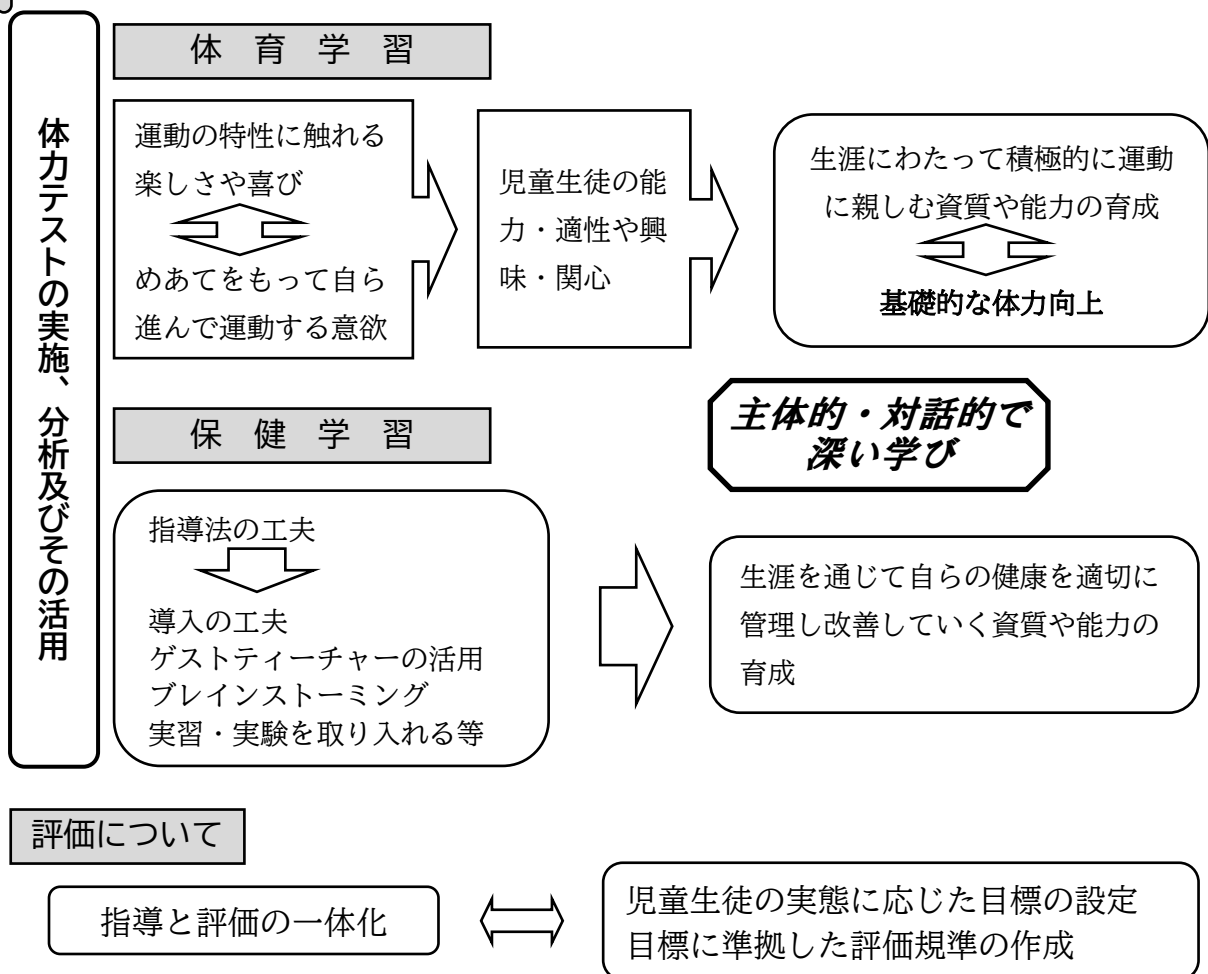 体力テストの実施、分析及びその活用
体育学習
運動の特性に触れる
楽しさや喜び
めあてをもって自ら
進んで運動する意欲
児童生徒の能
力・適性や興
味・関心
生涯にわたって積極的に運動
に親しむ資質や能力の育成
基礎的な体力向上
主体的・対話的で
深い学び
保健学習
指導法の工夫
導入の工夫
ゲストティーチャーの活用
ブレインストーミング
実習・実験を取り入れる等
生涯を通じて自らの健康を適切に
管理し改善していく資質や能力の
育成
評価について
指導と評価の一体化
児童生徒の実態に応じた目標の設定
目標に準拠した評価規準の作成